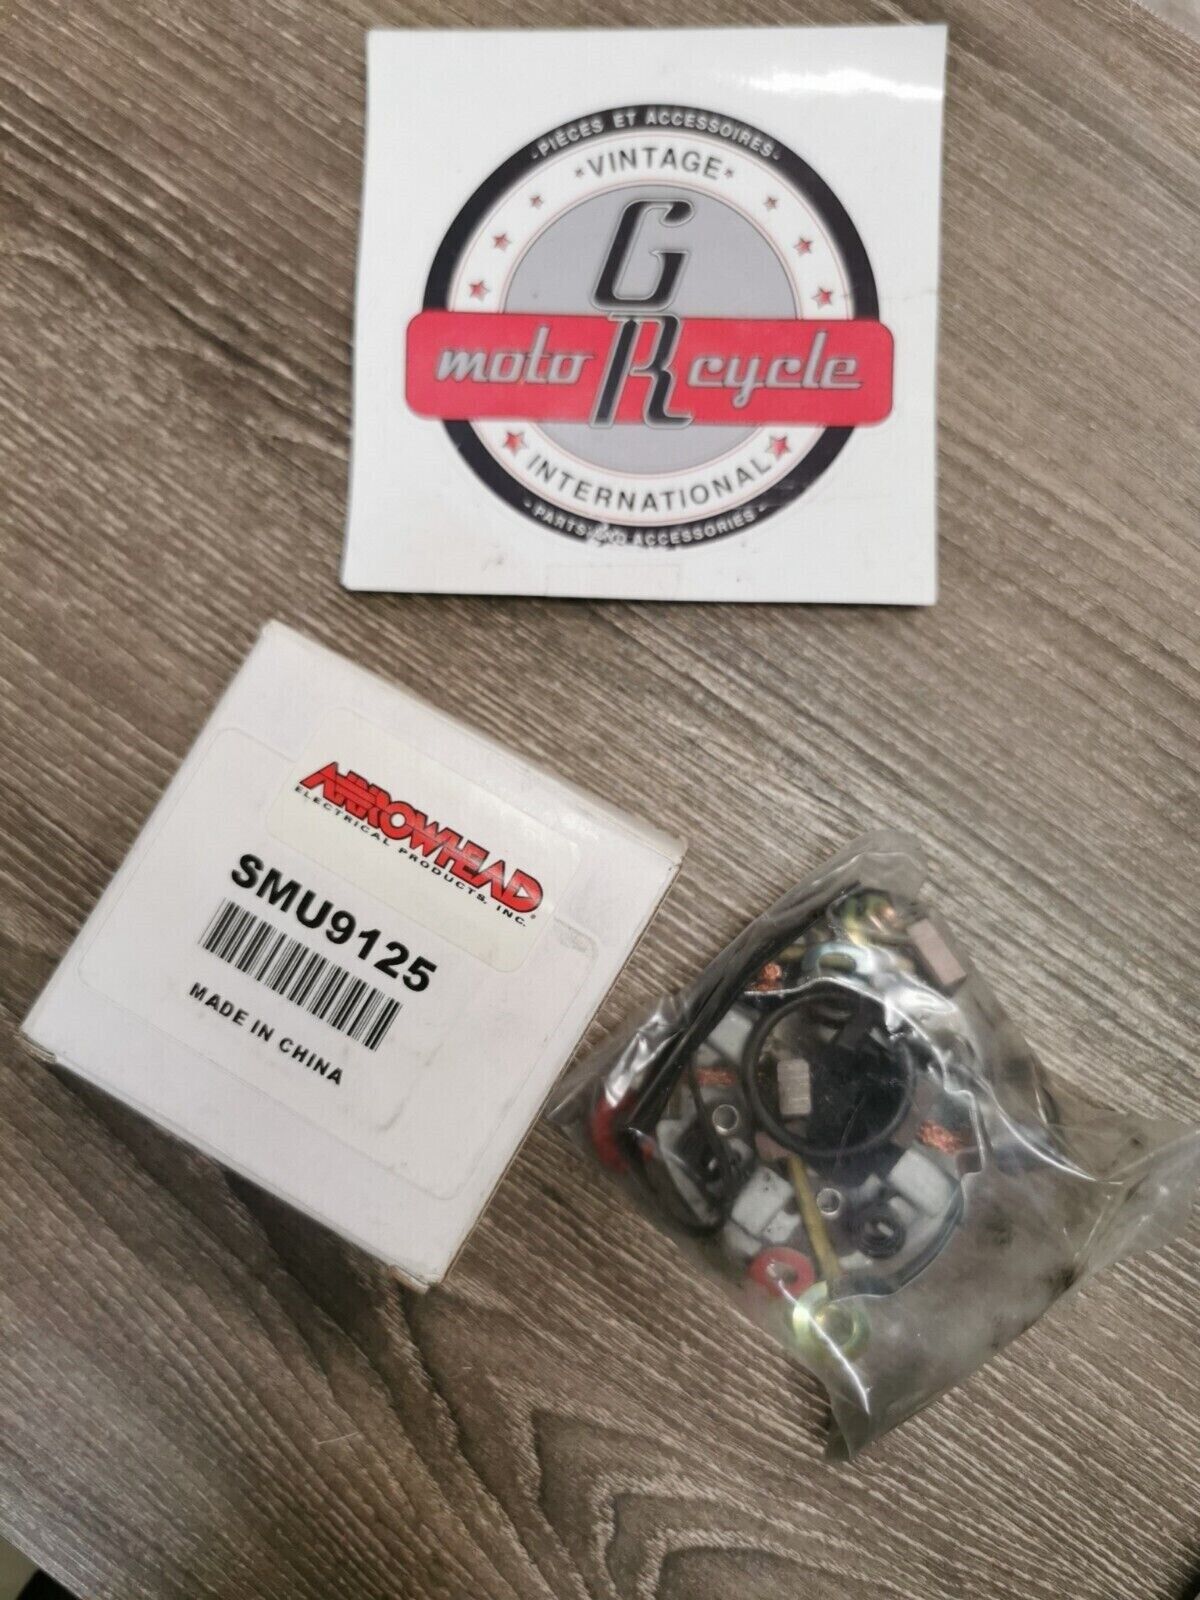 -PIÈCES ET ACCESSOIRES-
VINTAGE
G
moto R cycle
INTERNATIONAL
-PARTS AND ACCESSORIES-
ARROWHEAD
ELECTRICAL PRODUCTS, INC.
SMU9125
MADE IN CHINA